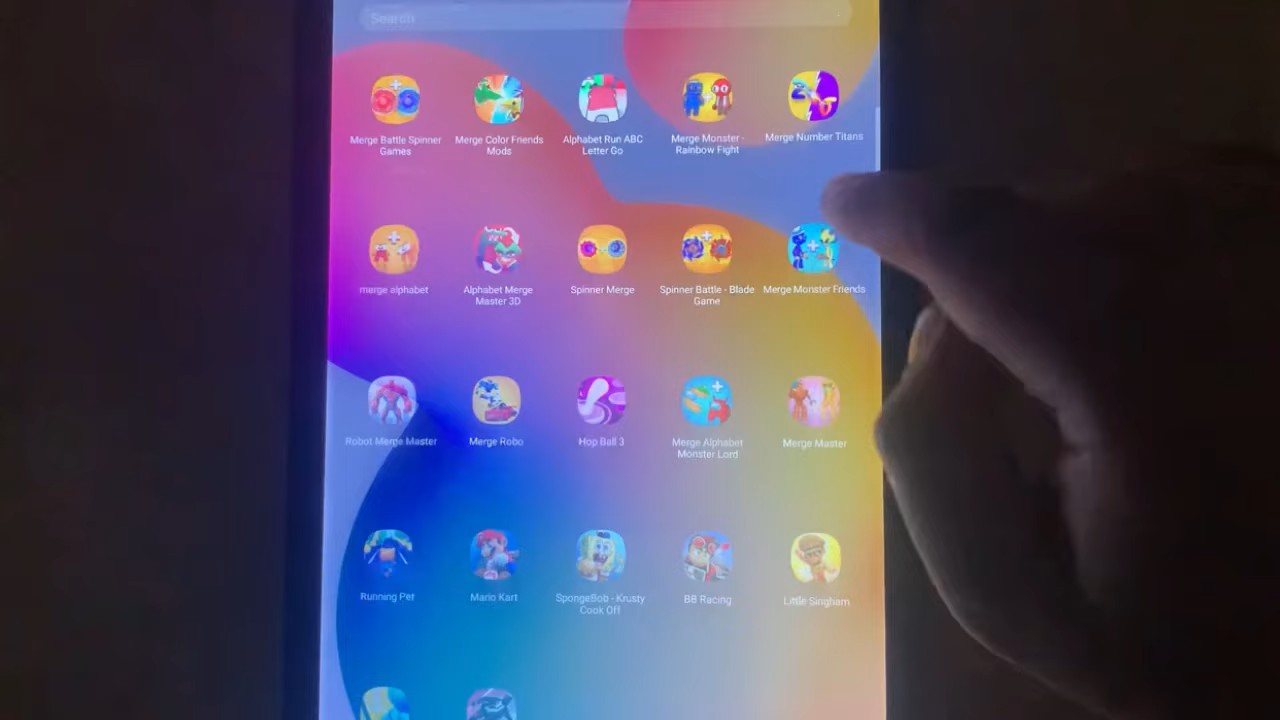 Search
Merge Battle Spinner
Games
Merge Color Friends
Mods
Alphabet Run ABC
Letter Go
Merge Monster -
Rainbow Fight
Merge Number Titans
merge alphabet
Alphabet Merge
Master 3D
Spinner Merge
Spinner Battle - Blade
Game
Merge Monster Friends
Robot Merge Master
Merge Robo
Hop Ball 3
Merge Alphabet
Monster Lord
Merge Master
Running Pet
Mario Kart
SpongeBob - Krusty
Cook Off
BB Racing
Little Singham